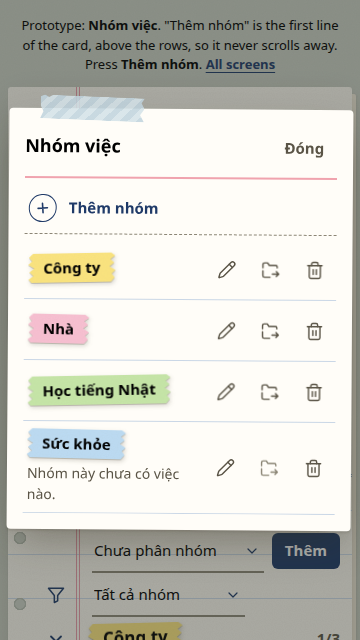 Prototype: Nhóm việc. "Thêm nhóm" is the first line
of the card, above the rows, so it never scrolls away.
Press Thêm nhóm. All screens
Nhóm việc
Đóng
Thêm nhóm
Công ty
Nhà
Học tiếng Nhật
Sức khỏe
Nhóm này chưa có việc
nào.
Chưa phân nhóm
Thêm
Tất cả nhóm
Công ty
1/3